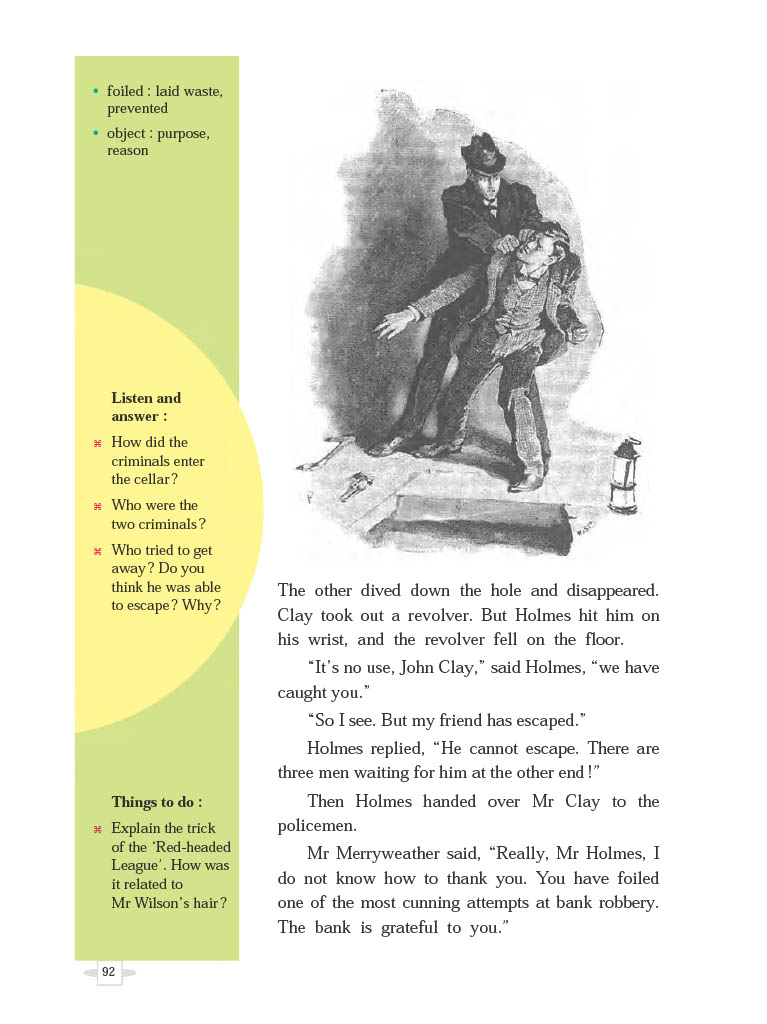 • foiled : laid waste,
prevented
• object : purpose,
reason
Listen and
answer :
⌘ How did the
criminals enter
the cellar?
⌘ Who were the
two criminals?
⌘ Who tried to get
away? Do you
think he was able
to escape? Why?
Things to do :
⌘ Explain the trick
of the ‘Red-headed
League’. How was
it related to
Mr Wilson’s hair?
The other dived down the hole and disappeared.
Clay took out a revolver. But Holmes hit him on
his wrist, and the revolver fell on the floor.
“It’s no use, John Clay,” said Holmes, “we have
caught you.”
“So I see. But my friend has escaped.”
Holmes replied, “He cannot escape. There are
three men waiting for him at the other end!”
Then Holmes handed over Mr Clay to the
policemen.
Mr Merryweather said, “Really, Mr Holmes, I
do not know how to thank you. You have foiled
one of the most cunning attempts at bank robbery.
The bank is grateful to you.”
92